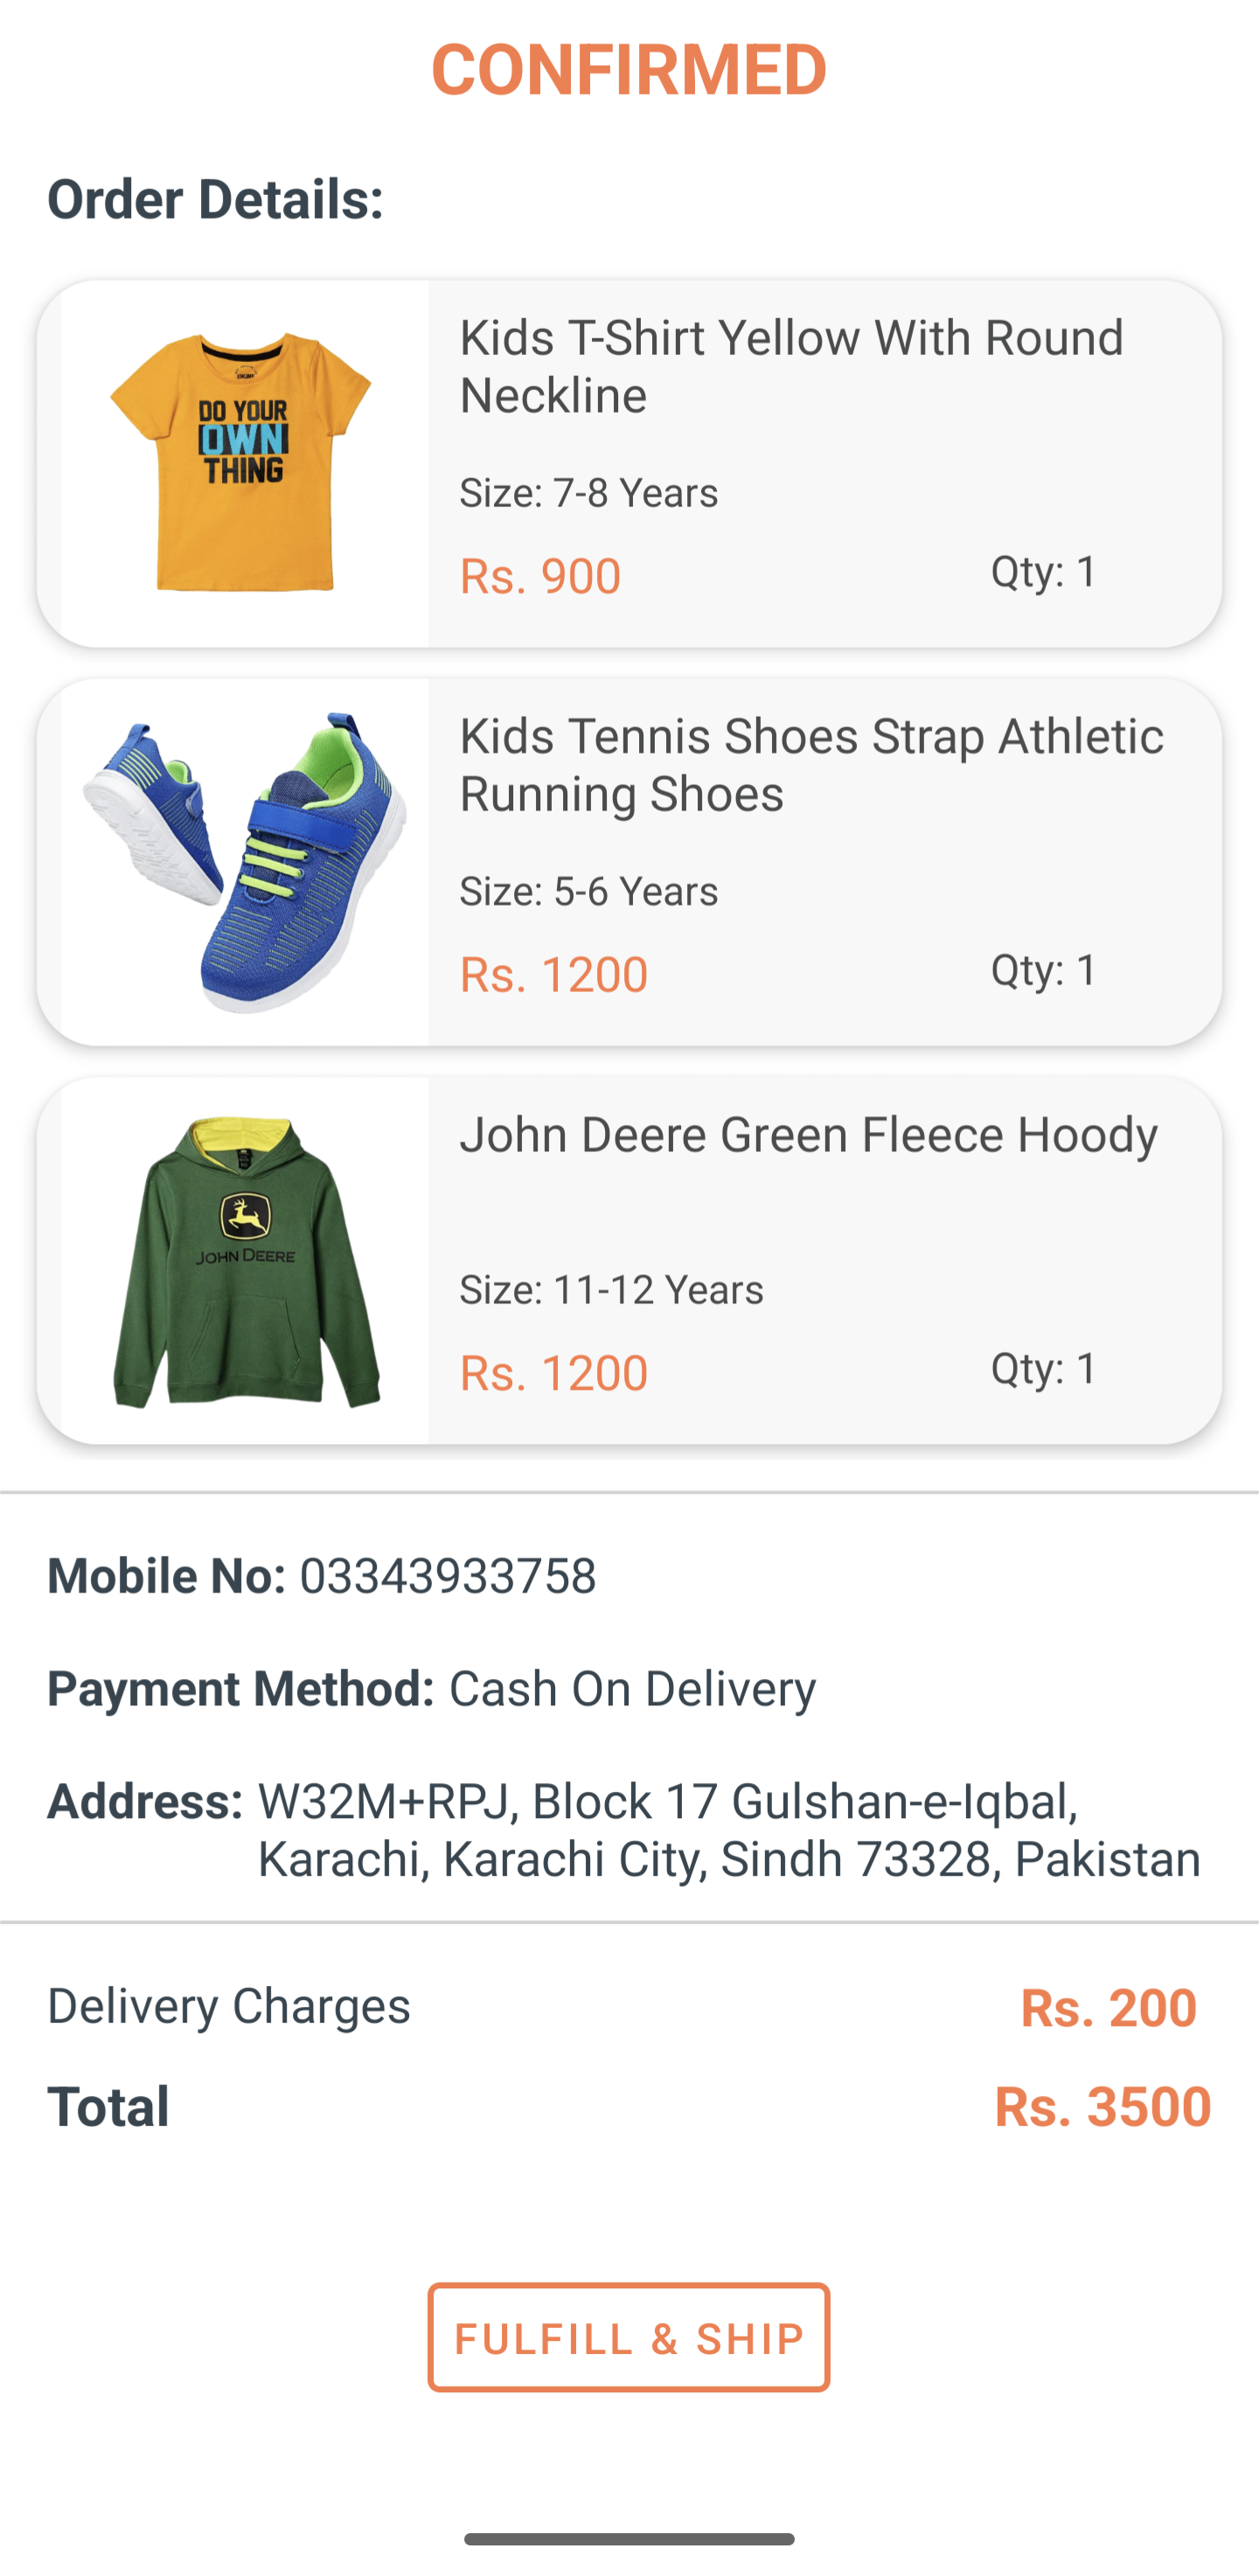 CONFIRMED
Order Details:
DO YOUR
OWN
THING
Kids T-Shirt Yellow With Round
Neckline
Size: 7-8 Years
Rs. 900
Qty: 1
Kids Tennis Shoes Strap Athletic
Running Shoes
Size: 5-6 Years
Rs. 1200
Qty: 1
JOHN DEERE
John Deere Green Fleece Hoody
Size: 11-12 Years
Rs. 1200
Qty: 1
Mobile No: 03343933758
Payment Method: Cash On Delivery
Address: W32M+RPJ, Block 17 Gulshan-e-Iqbal,
Karachi, Karachi City, Sindh 73328, Pakistan
Delivery Charges
Rs. 200
Total
Rs. 3500
FULFILL & SHIP